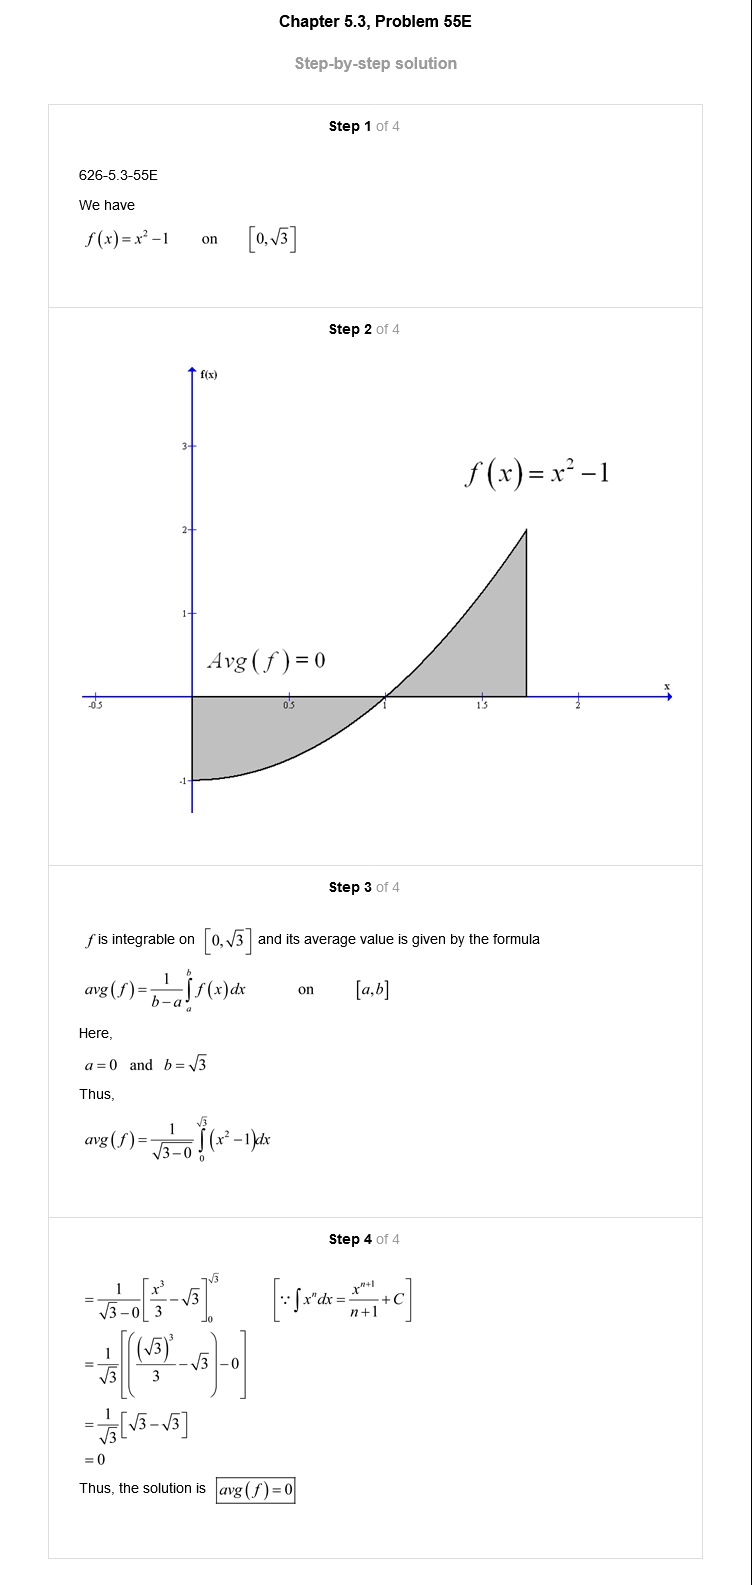 Chapter 5.3, Problem 55E
Step-by-step solution
Step 1 of 4
626-5.3-55E
We have
f(x)=x²−1 on [0,√3]
Step 2 of 4
f(x)
3
f(x)=x²−1
2
1
Avg(f)=0
x
-0.5 0.5 1 1.5 2
-1
Step 3 of 4
f is integrable on [0,√3] and its average value is given by the formula
avg(f)=1/(b−a) ∫_a^b f(x)dx on [a,b]
Here,
a=0 and b=√3
Thus,
avg(f)=1/√(3−0) ∫_0^√3 (x²−1)dx
Step 4 of 4
=1/(√3−0) [x³/3−√3]_0^√3 [∵∫xⁿdx=xⁿ⁺¹/(n+1)+C]
=1/√3 [((√3)³/3−√3)−0]
=1/√3 [√3−√3]
=0
Thus, the solution is avg(f)=0